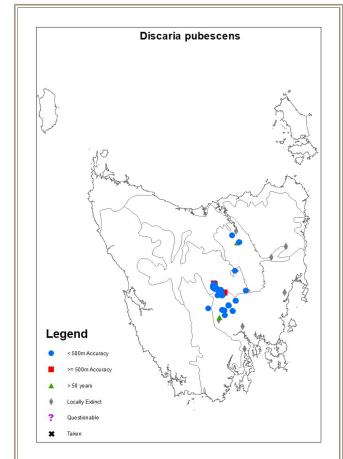 Discaria pubescens
Legend
< 500m Accuracy
>= 500m Accuracy
> 50 years
Locally Extinct
? Questionable
Taken